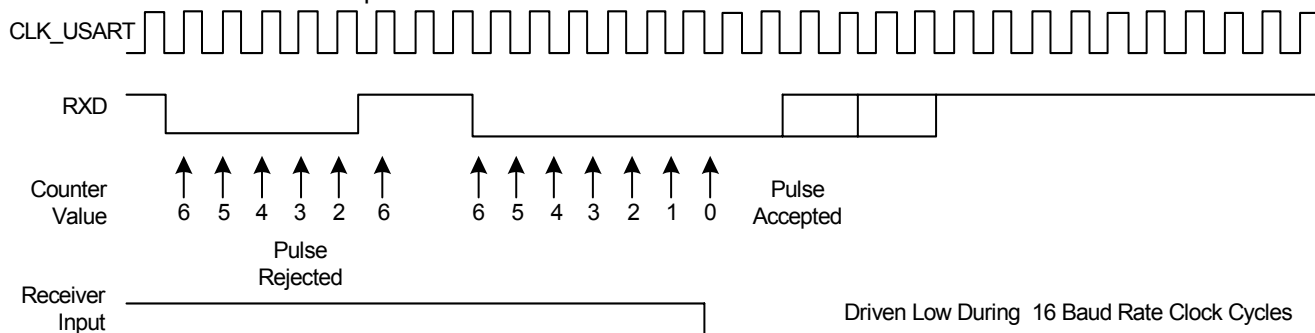 CLK_USART
RXD
Counter
Value
6 5 4 3 2 6 6 5 4 3 2 1 0
Pulse
Accepted
Pulse
Rejected
Receiver
Input
Driven Low During 16 Baud Rate Clock Cycles